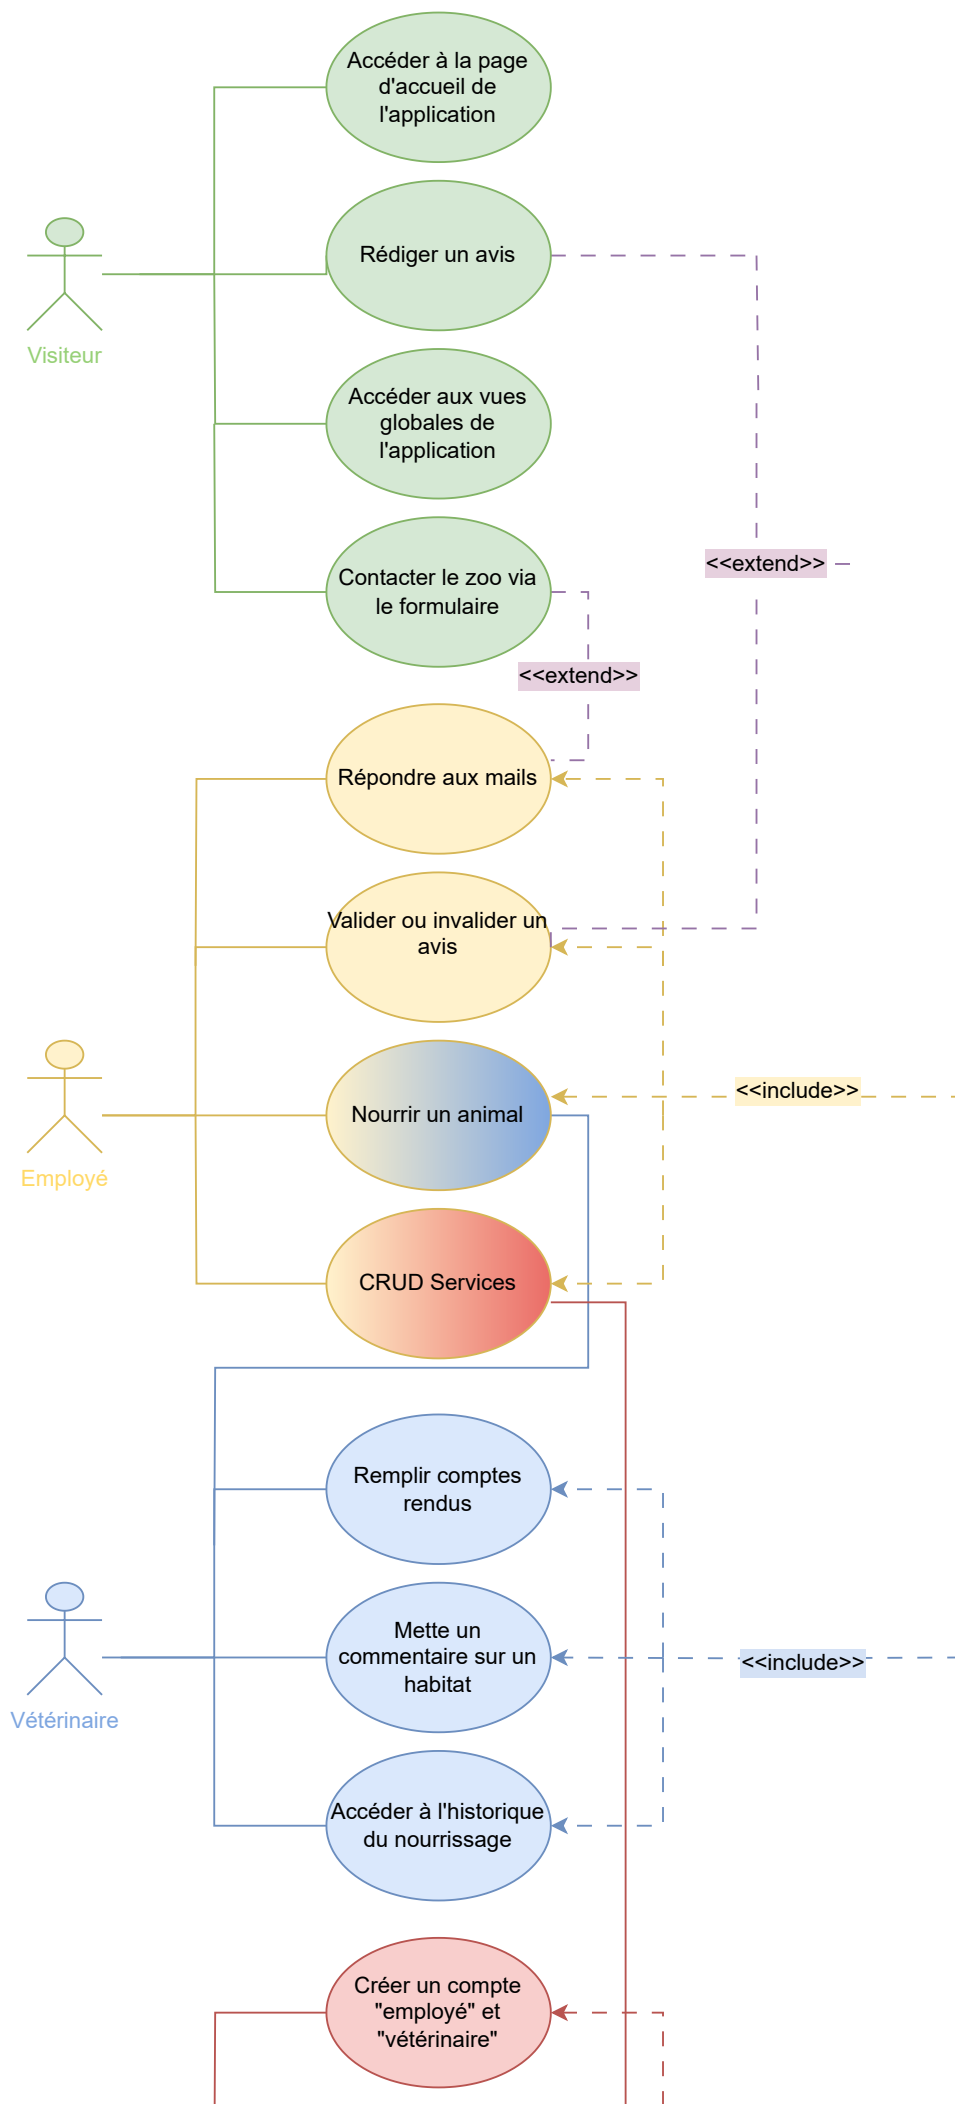 Accéder à la page
d'accueil de
l'application
Rédiger un avis
Visiteur
Accéder aux vues
globales de
l'application
<<extend>>
Contacter le zoo via
le formulaire
<<extend>>
Répondre aux mails
Valider ou invalider un
avis
<<include>>
Nourrir un animal
Employé
CRUD Services
Remplir comptes
rendus
Mette un
commentaire sur un
habitat
<<include>>
Vétérinaire
Accéder à l'historique
du nourrissage
Créer un compte
"employé" et
"vétérinaire"